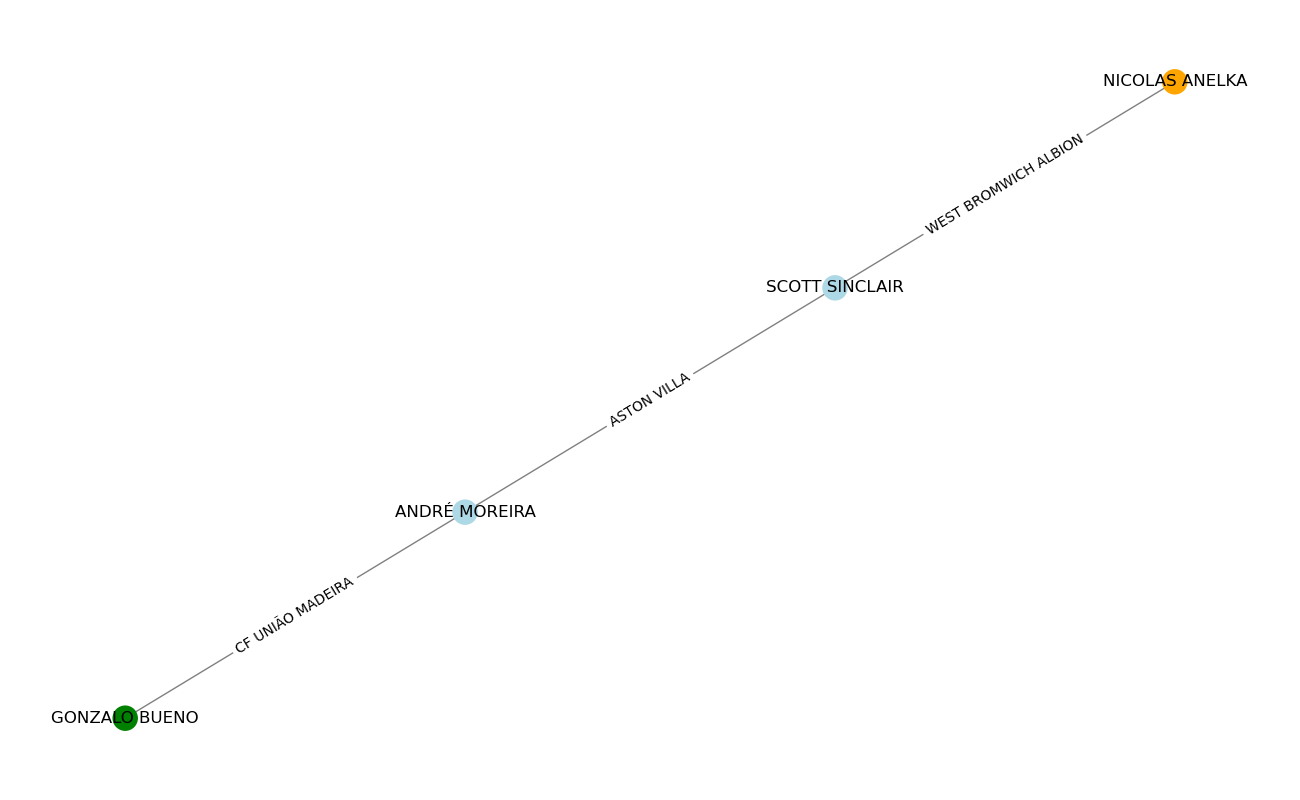 NICOLAS ANELKA
WEST BROMWICH ALBION
SCOTT SINCLAIR
ASTON VILLA
ANDRÉ MOREIRA
CF UNIÃO MADEIRA
GONZALO BUENO